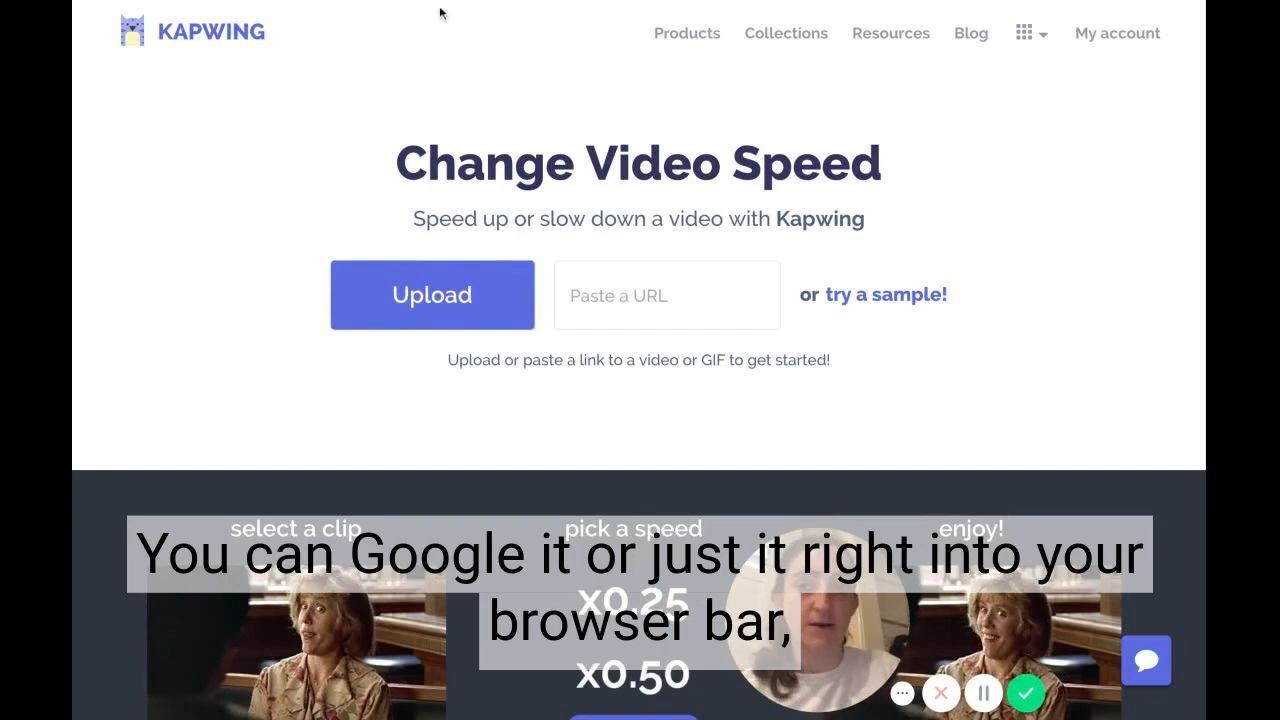 KAPWING
Products Collections Resources Blog My account
Change Video Speed
Speed up or slow down a video with Kapwing
Upload Paste a URL or try a sample!
Upload or paste a link to a video or GIF to get started!
select a clip pick a speed enjoy!
You can Google it or just it right into your
x0.25
browser bar,
x0.50